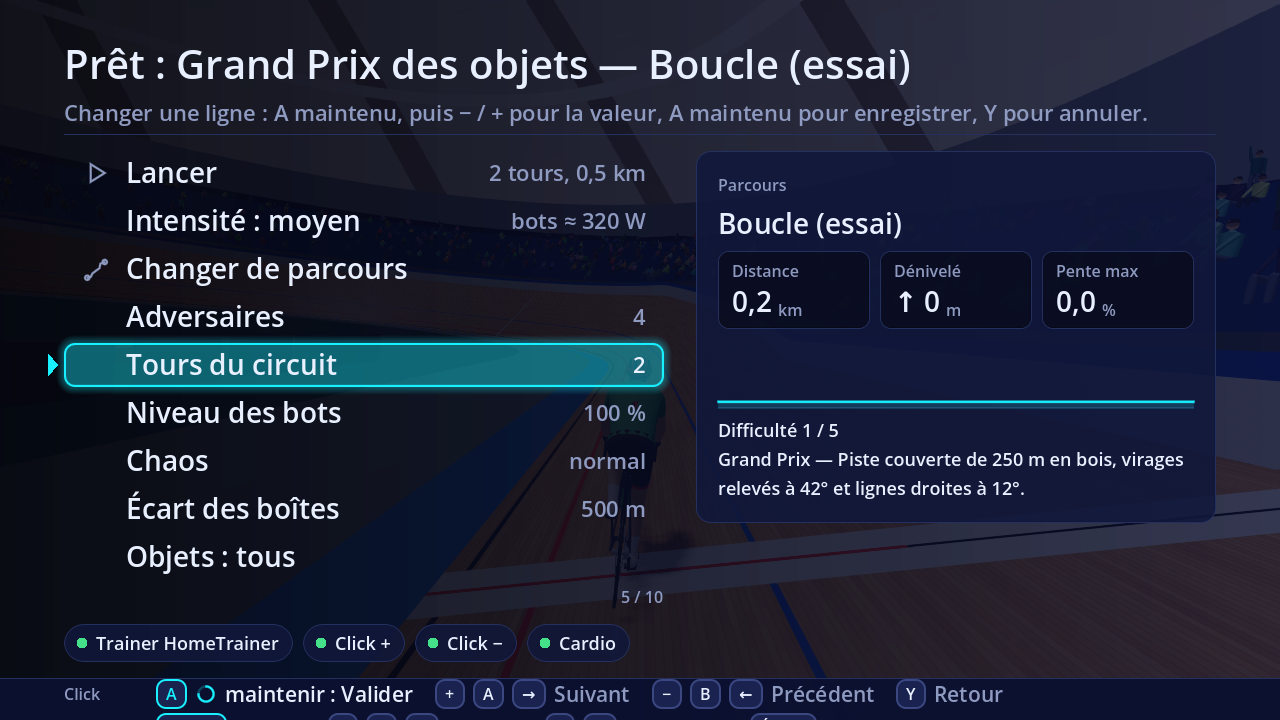 Prêt : Grand Prix des objets — Boucle (essai)
Changer une ligne : A maintenu, puis − / + pour la valeur, A maintenu pour enregistrer, Y pour annuler.
Lancer 2 tours, 0,5 km
Intensité : moyen bots ≈ 320 W
Changer de parcours
Adversaires 4
Tours du circuit 2
Niveau des bots 100 %
Chaos normal
Écart des boîtes 500 m
Objets : tous
5 / 10
Parcours
Boucle (essai)
Distance Dénivelé Pente max
0,2 km ↑ 0 m 0,0 %
Difficulté 1 / 5
Grand Prix — Piste couverte de 250 m en bois, virages
relevés à 42° et lignes droites à 12°.
Trainer HomeTrainer Click + Click − Cardio
Click A maintenir : Valider + A → Suivant − B ← Précédent Y Retour